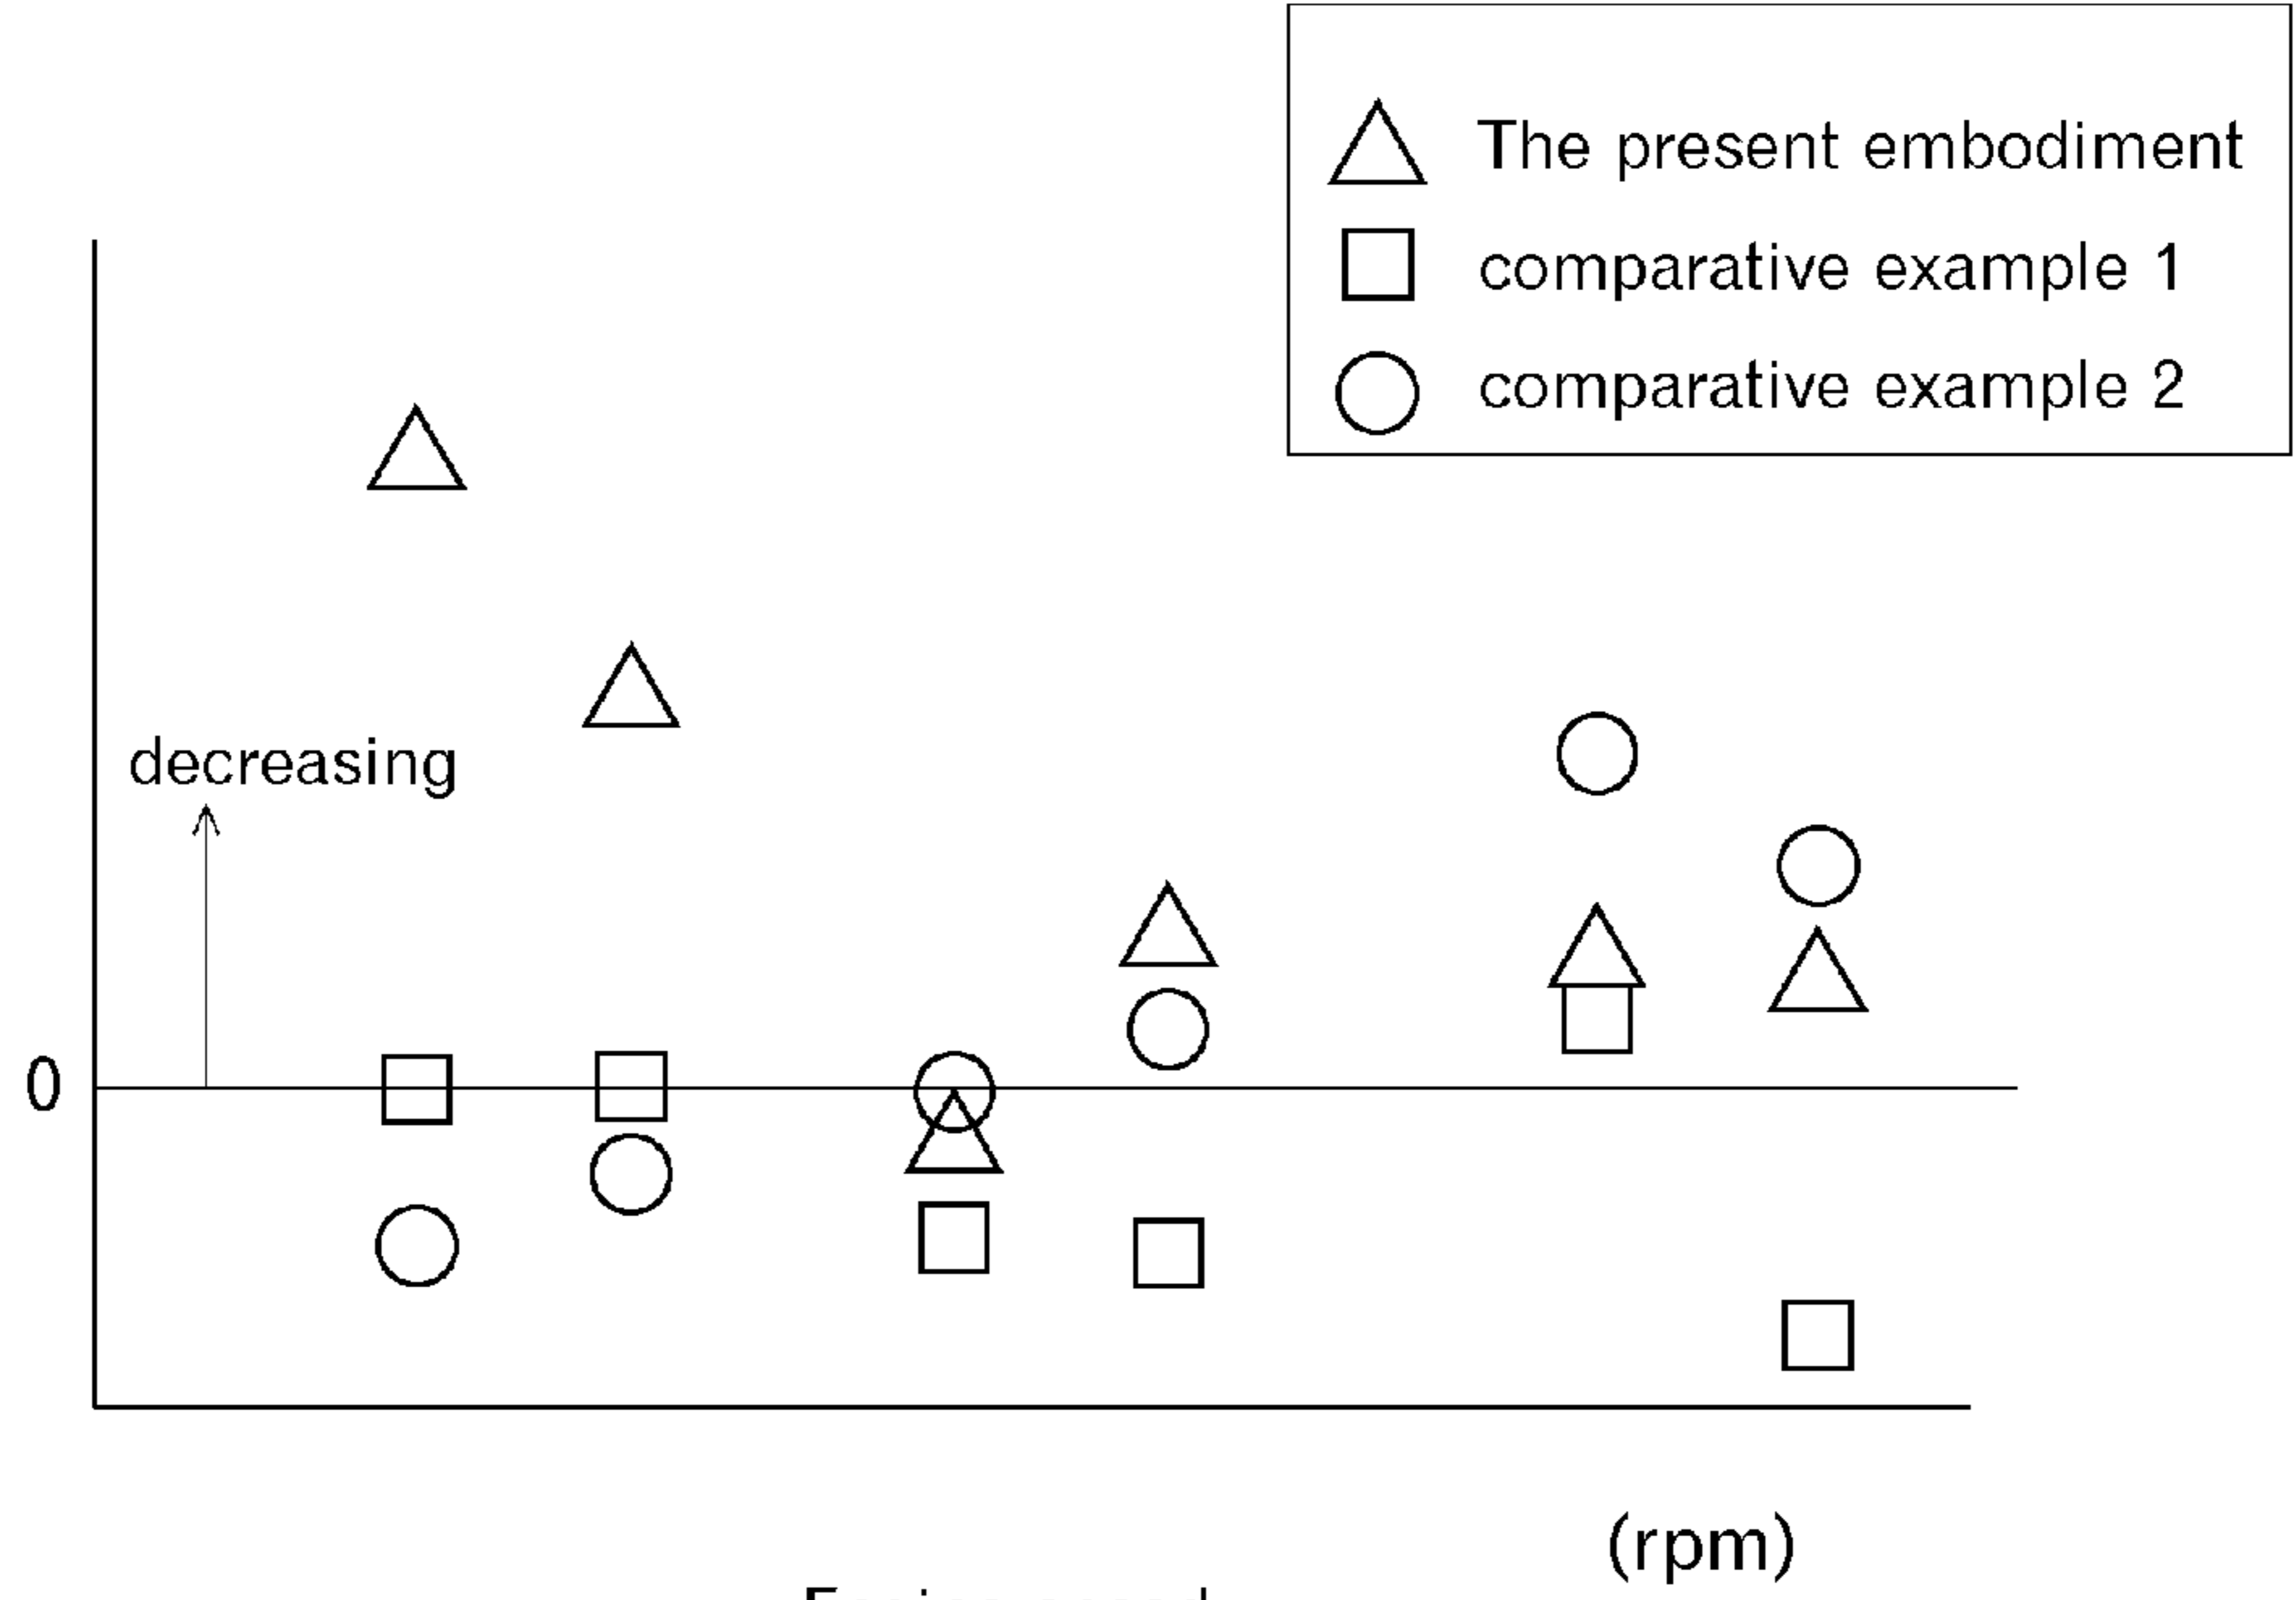 The present embodiment
comparative example 1
comparative example 2
decreasing
0
(rpm)